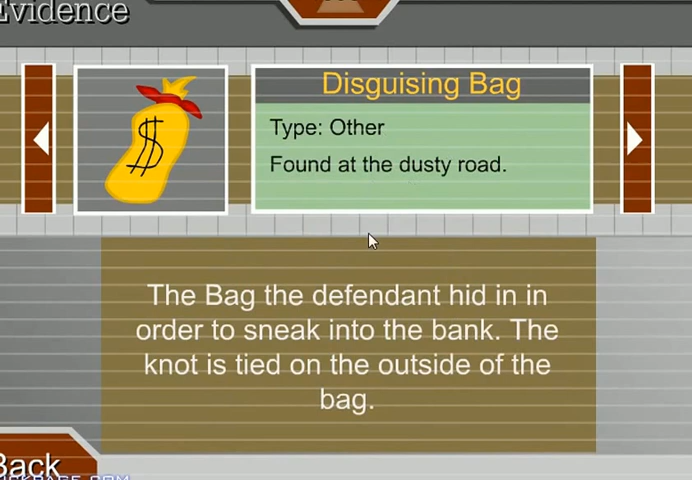 Evidence
Disguising Bag
Type: Other
Found at the dusty road.
$
The Bag the defendant hid in in
order to sneak into the bank. The
knot is tied on the outside of the
bag.
Back